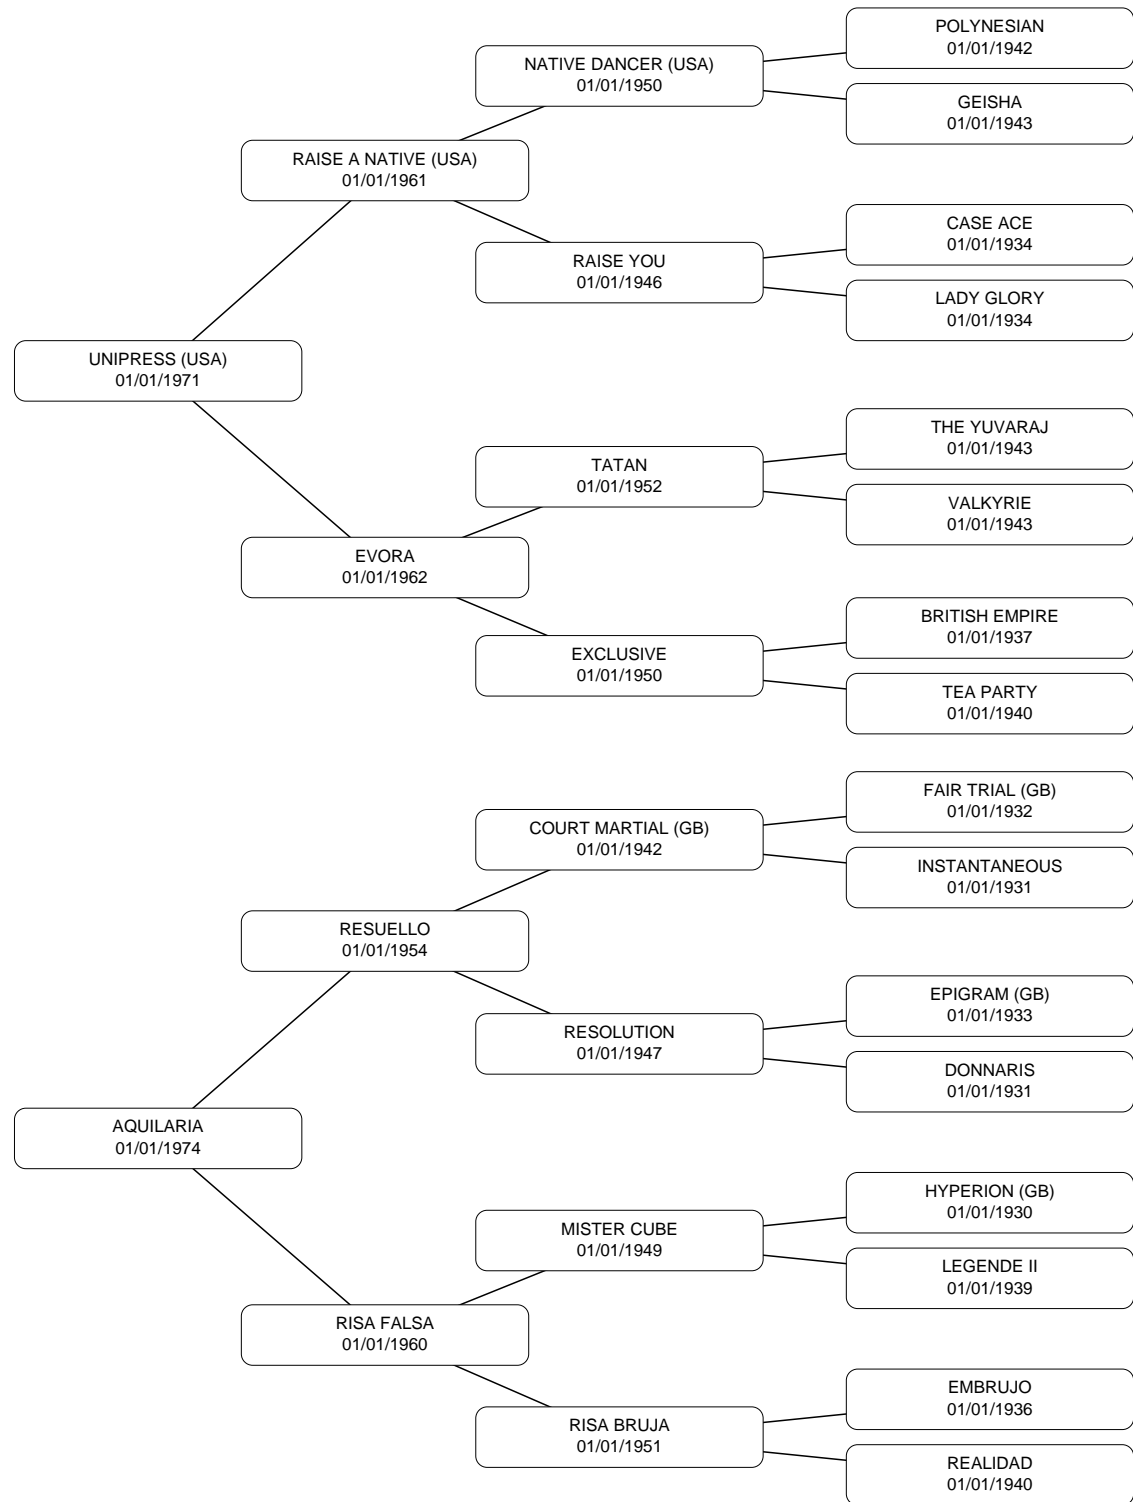 POLYNESIAN
01/01/1942
NATIVE DANCER (USA)
01/01/1950
GEISHA
01/01/1943
RAISE A NATIVE (USA)
01/01/1961
CASE ACE
01/01/1934
RAISE YOU
01/01/1946
LADY GLORY
01/01/1934
UNIPRESS (USA)
01/01/1971
THE YUVARAJ
01/01/1943
TATAN
01/01/1952
VALKYRIE
01/01/1943
EVORA
01/01/1962
BRITISH EMPIRE
01/01/1937
EXCLUSIVE
01/01/1950
TEA PARTY
01/01/1940
FAIR TRIAL (GB)
01/01/1932
COURT MARTIAL (GB)
01/01/1942
INSTANTANEOUS
01/01/1931
RESUELLO
01/01/1954
EPIGRAM (GB)
01/01/1933
RESOLUTION
01/01/1947
DONNARIS
01/01/1931
AQUILARIA
01/01/1974
HYPERION (GB)
01/01/1930
MISTER CUBE
01/01/1949
LEGENDE II
01/01/1939
RISA FALSA
01/01/1960
EMBRUJO
01/01/1936
RISA BRUJA
01/01/1951
REALIDAD
01/01/1940